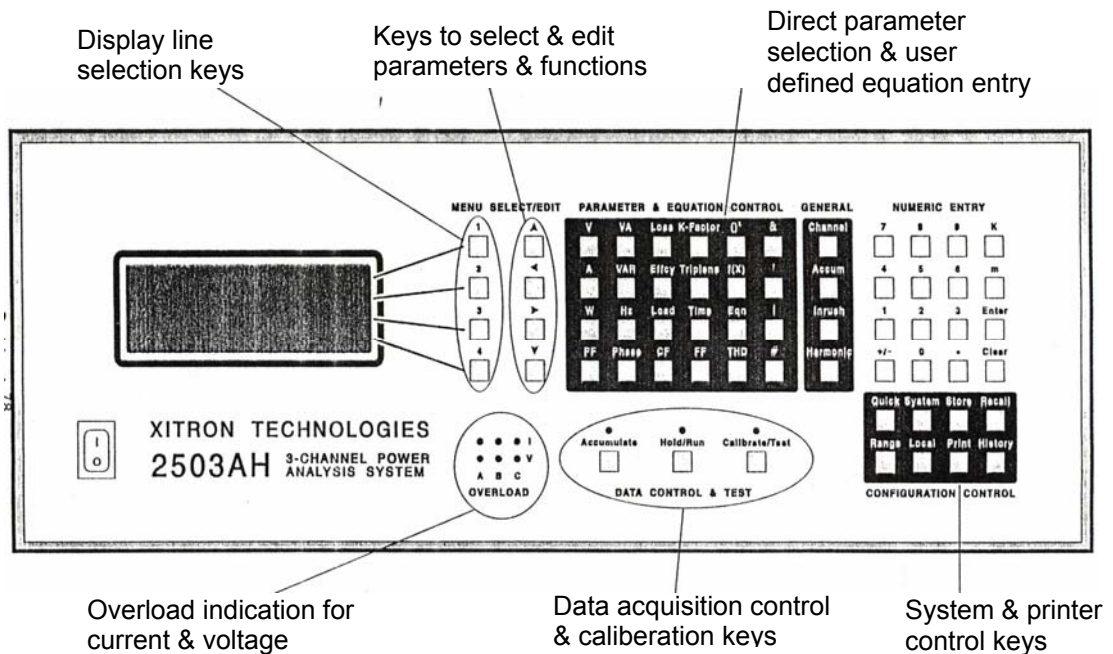 Display line
selection keys
Keys to select & edit
parameters & functions
Direct parameter
selection & user
defined equation entry
MENU SELECT/EDIT PARAMETER & EQUATION CONTROL GENERAL NUMERIC ENTRY
1 V VA Loss K-Factor ()¹ & Channel 7 8 9 K
2 A VAR Effcy Triplens f(X) ! Accum 4 5 6 m
3 W Hz Load Time Eqn | Inrush 1 2 3 Enter
4 PF Phase CF FF THD # Harmonic +/- 0 • Clear
Quick System Store Recall
Range Local Print History
CONFIGURATION CONTROL
I
O
XITRON TECHNOLOGIES
2503AH 3-CHANNEL POWER
ANALYSIS SYSTEM
I
V
A B C
OVERLOAD
Accumulate Hold/Run Calibrate/Test
DATA CONTROL & TEST
Overload indication for
current & voltage
Data acquisition control
& caliberation keys
System & printer
control keys